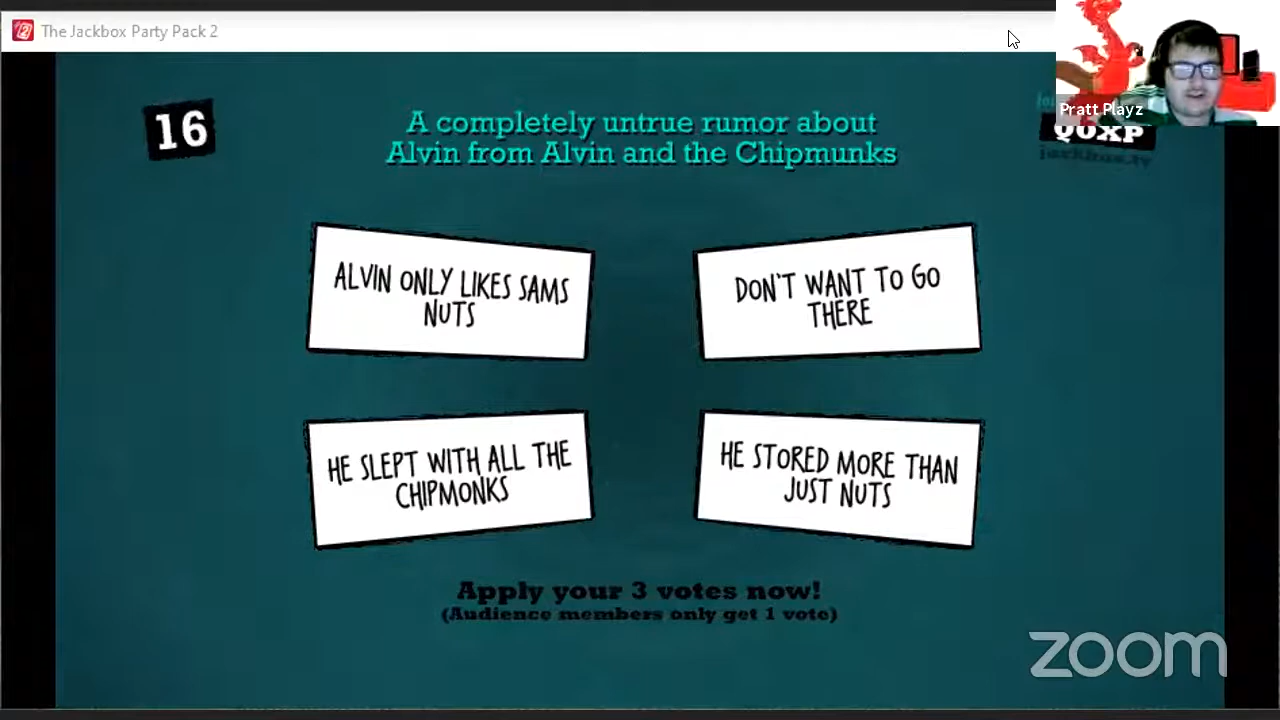 The Jackbox Party Pack 2
Pratt Playz
16
A completely untrue rumor about
Alvin from Alvin and the Chipmunks
QUXP
jackbox.tv
ALVIN ONLY LIKES SAMS
NUTS
DON'T WANT TO GO
THERE
HE SLEPT WITH ALL THE
CHIPMONKS
HE STORED MORE THAN
JUST NUTS
Apply your 3 votes now!
(Audience members only get 1 vote)
zoom